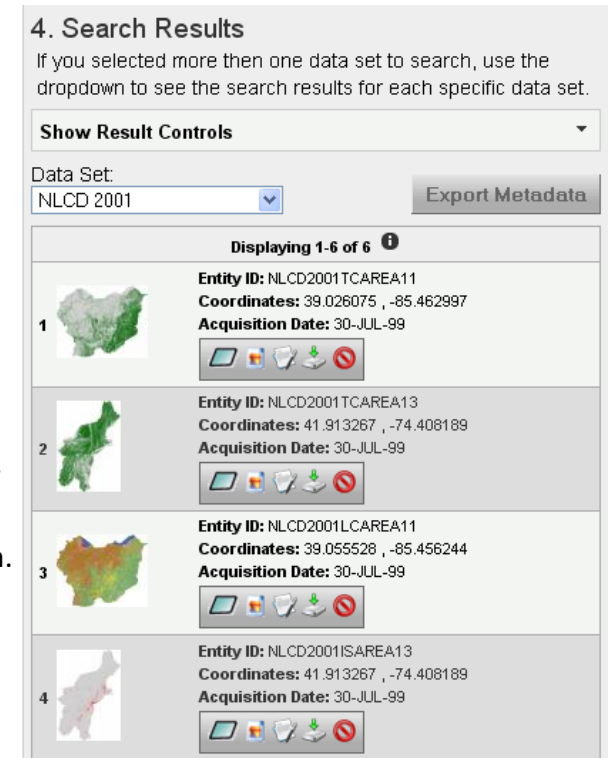 4. Search Results
If you selected more then one data set to search, use the
dropdown to see the search results for each specific data set.
Show Result Controls
Data Set:
NLCD 2001
Export Metadata
Displaying 1-6 of 6
1
Entity ID: NLCD2001TCAREA11
Coordinates: 39.026075 , -85.462997
Acquisition Date: 30-JUL-99
2
Entity ID: NLCD2001TCAREA13
Coordinates: 41.913267 , -74.408189
Acquisition Date: 30-JUL-99
n.
3
Entity ID: NLCD2001LCAREA11
Coordinates: 39.055528 , -85.456244
Acquisition Date: 30-JUL-99
4
Entity ID: NLCD2001ISAREA13
Coordinates: 41.913267 , -74.408189
Acquisition Date: 30-JUL-99